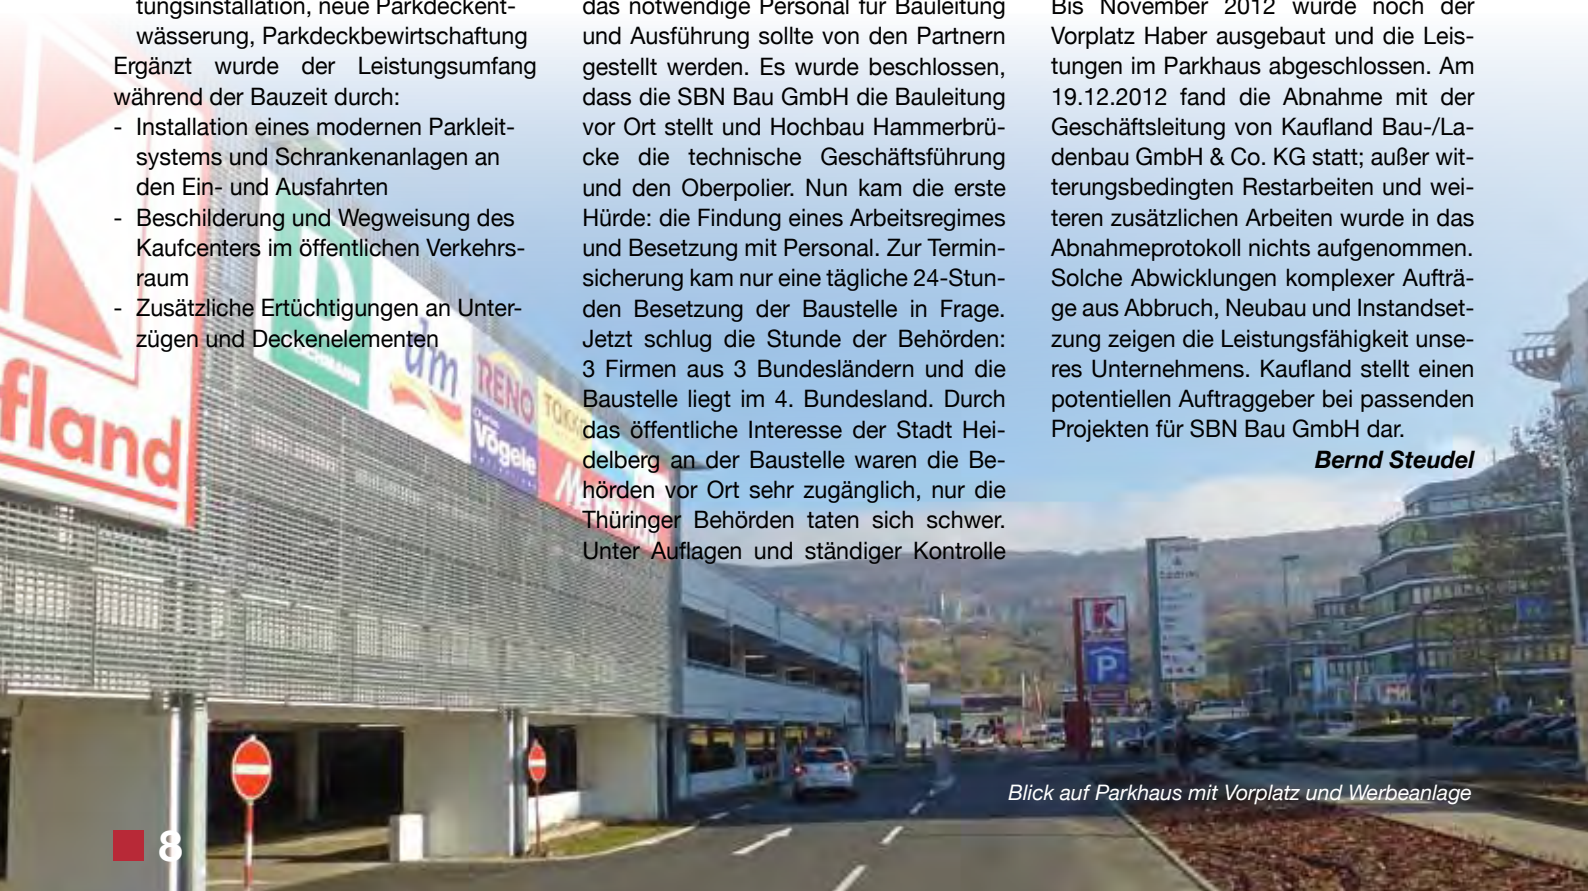 tungsinstallation, neue Parkdeckent-
wässerung, Parkdeckbewirtschaftung
Ergänzt wurde der Leistungsumfang
während der Bauzeit durch:
- Installation eines modernen Parkleit-
systems und Schrankenanlagen an
den Ein- und Ausfahrten
- Beschilderung und Wegweisung des
Kaufcenters im öffentlichen Verkehrs-
raum
- Zusätzliche Ertüchtigungen an Unter-
zügen und Deckenelementen
das notwendige Personal für Bauleitung
und Ausführung sollte von den Partnern
gestellt werden. Es wurde beschlossen,
dass die SBN Bau GmbH die Bauleitung
vor Ort stellt und Hochbau Hammerbrü-
cke die technische Geschäftsführung
und den Oberpolier. Nun kam die erste
Hürde: die Findung eines Arbeitsregimes
und Besetzung mit Personal. Zur Termin-
sicherung kam nur eine tägliche 24-Stun-
den Besetzung der Baustelle in Frage.
Jetzt schlug die Stunde der Behörden:
3 Firmen aus 3 Bundesländern und die
Baustelle liegt im 4. Bundesland. Durch
das öffentliche Interesse der Stadt Hei-
delberg an der Baustelle waren die Be-
hörden vor Ort sehr zugänglich, nur die
Thüringer Behörden taten sich schwer.
Unter Auflagen und ständiger Kontrolle
Bis November 2012 wurde noch der
Vorplatz Haber ausgebaut und die Leis-
tungen im Parkhaus abgeschlossen. Am
19.12.2012 fand die Abnahme mit der
Geschäftsleitung von Kaufland Bau-/La-
denbau GmbH & Co. KG statt; außer wit-
terungsbedingten Restarbeiten und wei-
teren zusätzlichen Arbeiten wurde in das
Abnahmeprotokoll nichts aufgenommen.
Solche Abwicklungen komplexer Aufträ-
ge aus Abbruch, Neubau und Instandset-
zung zeigen die Leistungsfähigkeit unse-
res Unternehmens. Kaufland stellt einen
potentiellen Auftraggeber bei passenden
Projekten für SBN Bau GmbH dar.
Bernd Steudel
fland
D
dm
RENO
Vögele
K
P
Blick auf Parkhaus mit Vorplatz und Werbeanlage
8